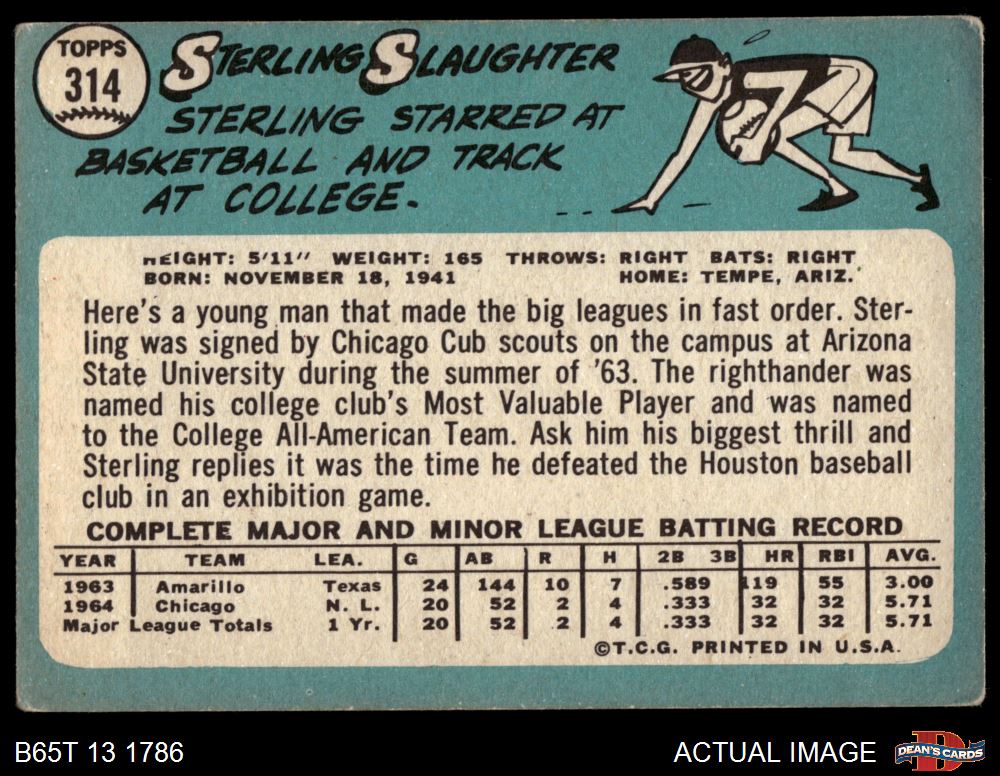 TOPPS
314
STERLING SLAUGHTER
STERLING STARRED AT
BASKETBALL AND TRACK
AT COLLEGE.
HEIGHT: 5'11" WEIGHT: 165 THROWS: RIGHT BATS: RIGHT
BORN: NOVEMBER 18, 1941 HOME: TEMPE, ARIZ.
Here's a young man that made the big leagues in fast order. Ster-
ling was signed by Chicago Cub scouts on the campus at Arizona
State University during the summer of '63. The righthander was
named his college club's Most Valuable Player and was named
to the College All-American Team. Ask him his biggest thrill and
Sterling replies it was the time he defeated the Houston baseball
club in an exhibition game.
COMPLETE MAJOR AND MINOR LEAGUE BATTING RECORD
YEAR TEAM LEA. G AB R H 2B 3B HR RBI AVG.
1963 Amarillo Texas 24 144 10 7 .589 119 55 3.00
1964 Chicago N. L. 20 52 2 4 .333 32 32 5.71
Major League Totals 1 Yr. 20 52 2 4 .333 32 32 5.71
©T.C.G. PRINTED IN U.S.A.
B65T 13 1786 ACTUAL IMAGE DEAN'S CARDS